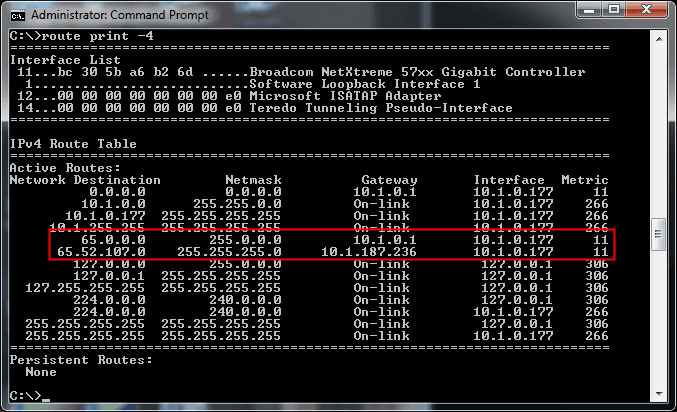 Administrator: Command Prompt
C:\>route print -4
===========================================================================
Interface List
 11...bc 30 5b a6 b2 6d ......Broadcom NetXtreme 57xx Gigabit Controller
  1...........................Software Loopback Interface 1
 12...00 00 00 00 00 00 00 e0 Microsoft ISATAP Adapter
 14...00 00 00 00 00 00 00 e0 Teredo Tunneling Pseudo-Interface
===========================================================================
IPv4 Route Table
===========================================================================
Active Routes:
Network Destination        Netmask          Gateway       Interface  Metric
          0.0.0.0          0.0.0.0         10.1.0.1       10.1.0.177     11
         10.1.0.0      255.255.0.0         On-link        10.1.0.177    266
       10.1.0.177  255.255.255.255         On-link        10.1.0.177    266
     10.1.255.255  255.255.255.255         On-link        10.1.0.177    266
         65.0.0.0        255.0.0.0         10.1.0.1       10.1.0.177     11
      65.52.107.0    255.255.255.0     10.1.187.236       10.1.0.177     11
        127.0.0.0        255.0.0.0         On-link         127.0.0.1    306
        127.0.0.1  255.255.255.255         On-link         127.0.0.1    306
  127.255.255.255  255.255.255.255         On-link         127.0.0.1    306
        224.0.0.0        240.0.0.0         On-link         127.0.0.1    306
        224.0.0.0        240.0.0.0         On-link        10.1.0.177    266
  255.255.255.255  255.255.255.255         On-link         127.0.0.1    306
  255.255.255.255  255.255.255.255         On-link        10.1.0.177    266
===========================================================================
Persistent Routes:
  None
C:\>_